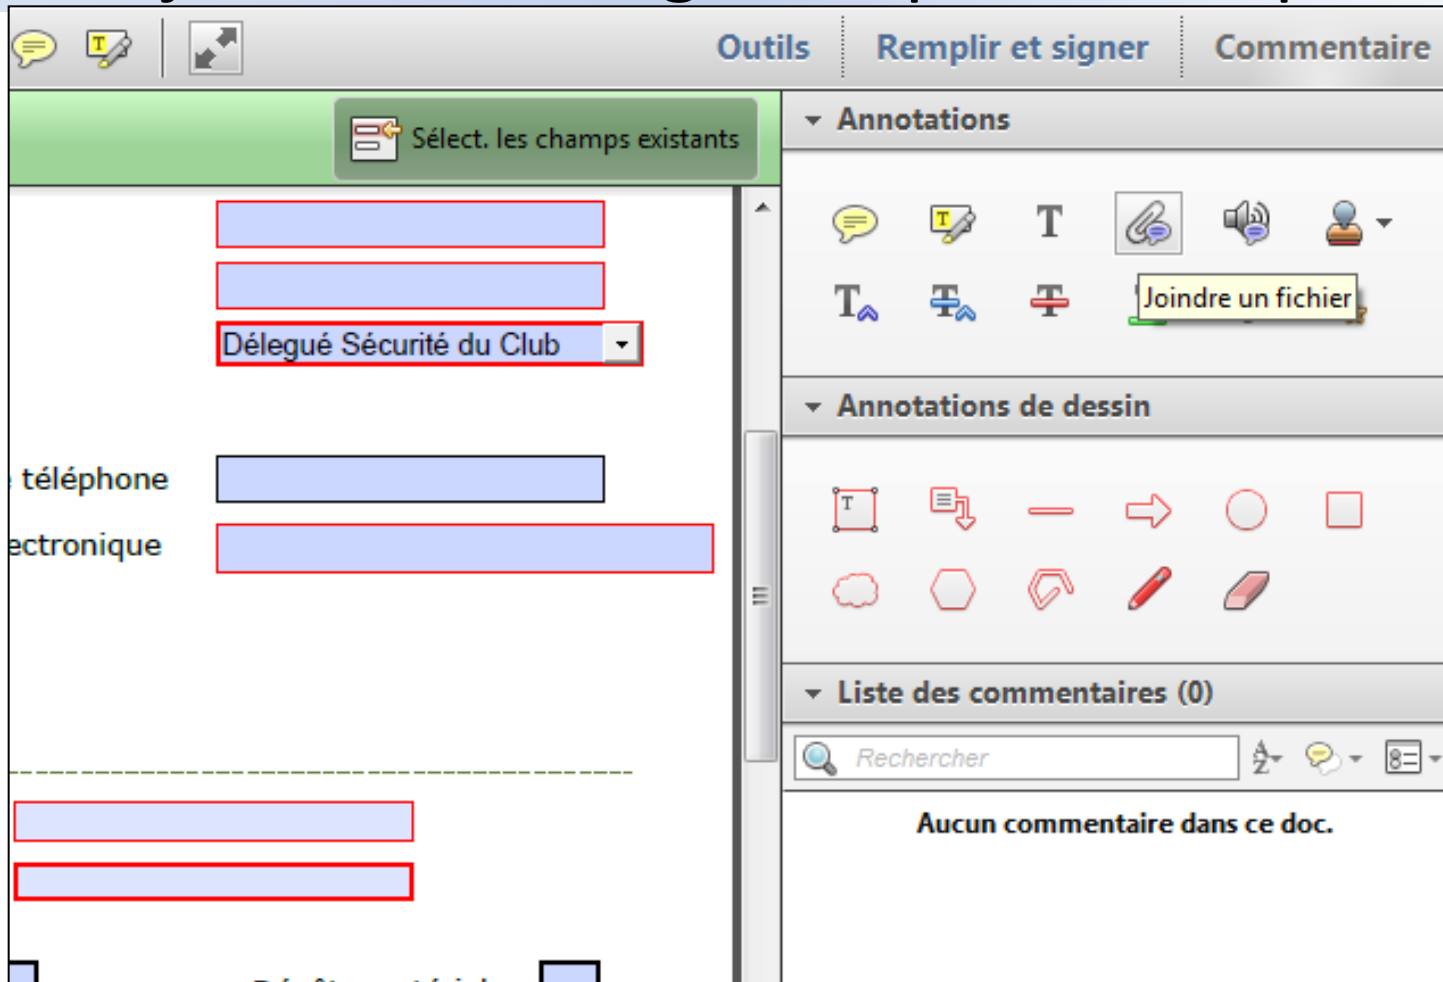 Outils Remplir et signer Commentaire
Sélect. les champs existants
Annotations
Joindre un fichier
Délegué Sécurité du Club
Annotations de dessin
téléphone
ectronique
Liste des commentaires (0)
Rechercher
Aucun commentaire dans ce doc.